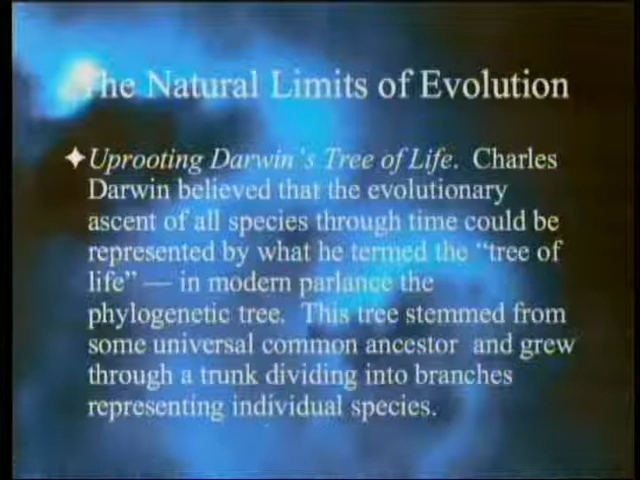 The Natural Limits of Evolution
Uprooting Darwin's Tree of Life. Charles
Darwin believed that the evolutionary
ascent of all species through time could be
represented by what he termed the "tree of
life" — in modern parlance the
phylogenetic tree. This tree stemmed from
some universal common ancestor and grew
through a trunk dividing into branches
representing individual species.